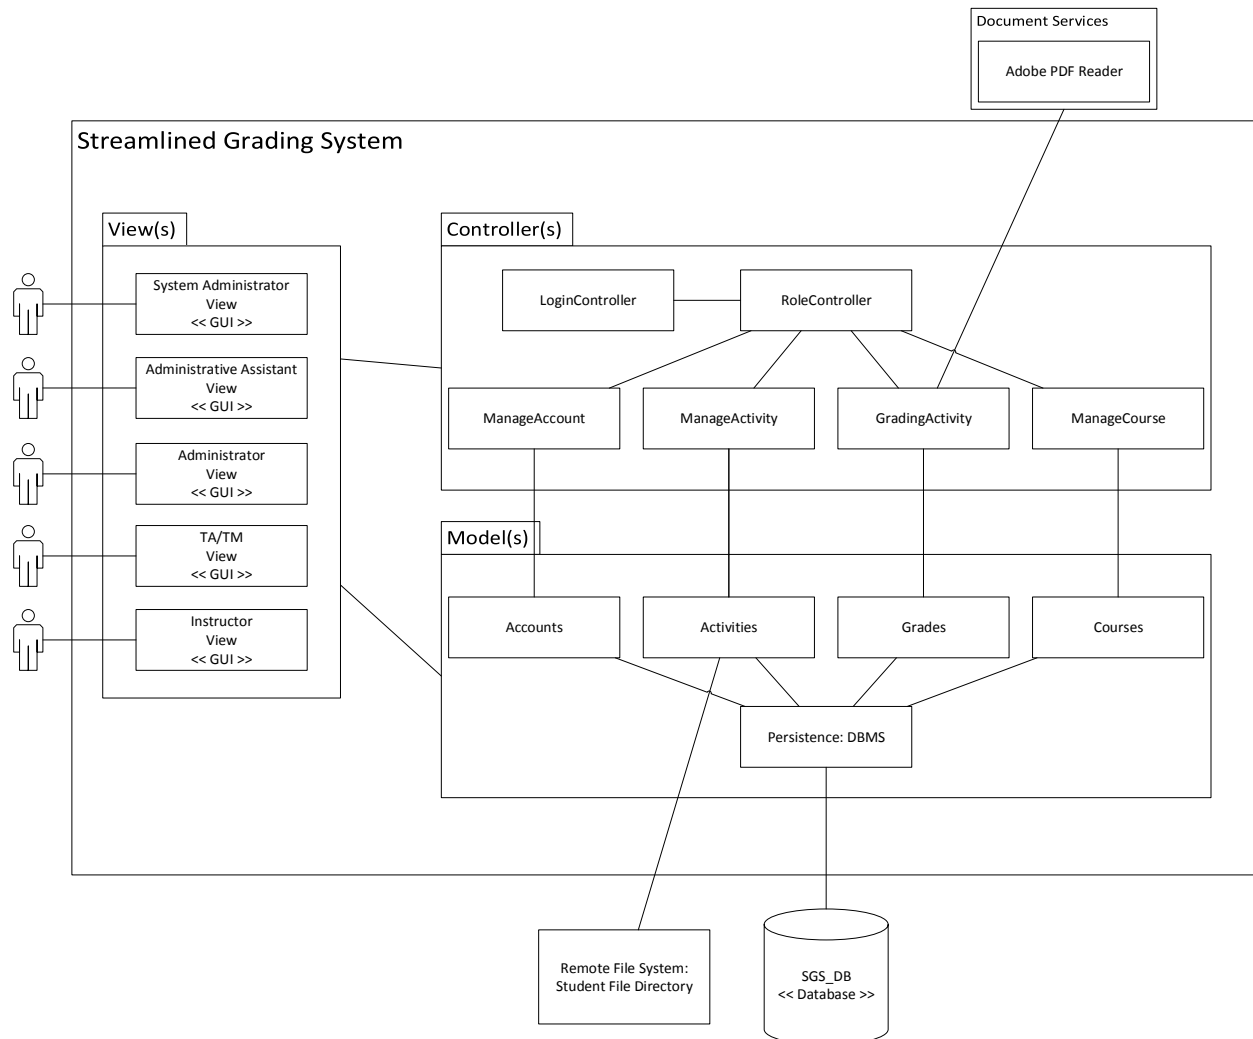 Document Services
Adobe PDF Reader
Streamlined Grading System
View(s)
System Administrator
View
<< GUI >>
Administrative Assistant
View
<< GUI >>
Administrator
View
<< GUI >>
TA/TM
View
<< GUI >>
Instructor
View
<< GUI >>
Controller(s)
LoginController
RoleController
ManageAccount
ManageActivity
GradingActivity
ManageCourse
Model(s)
Accounts
Activities
Grades
Courses
Persistence: DBMS
Remote File System:
Student File Directory
SGS_DB
<< Database >>